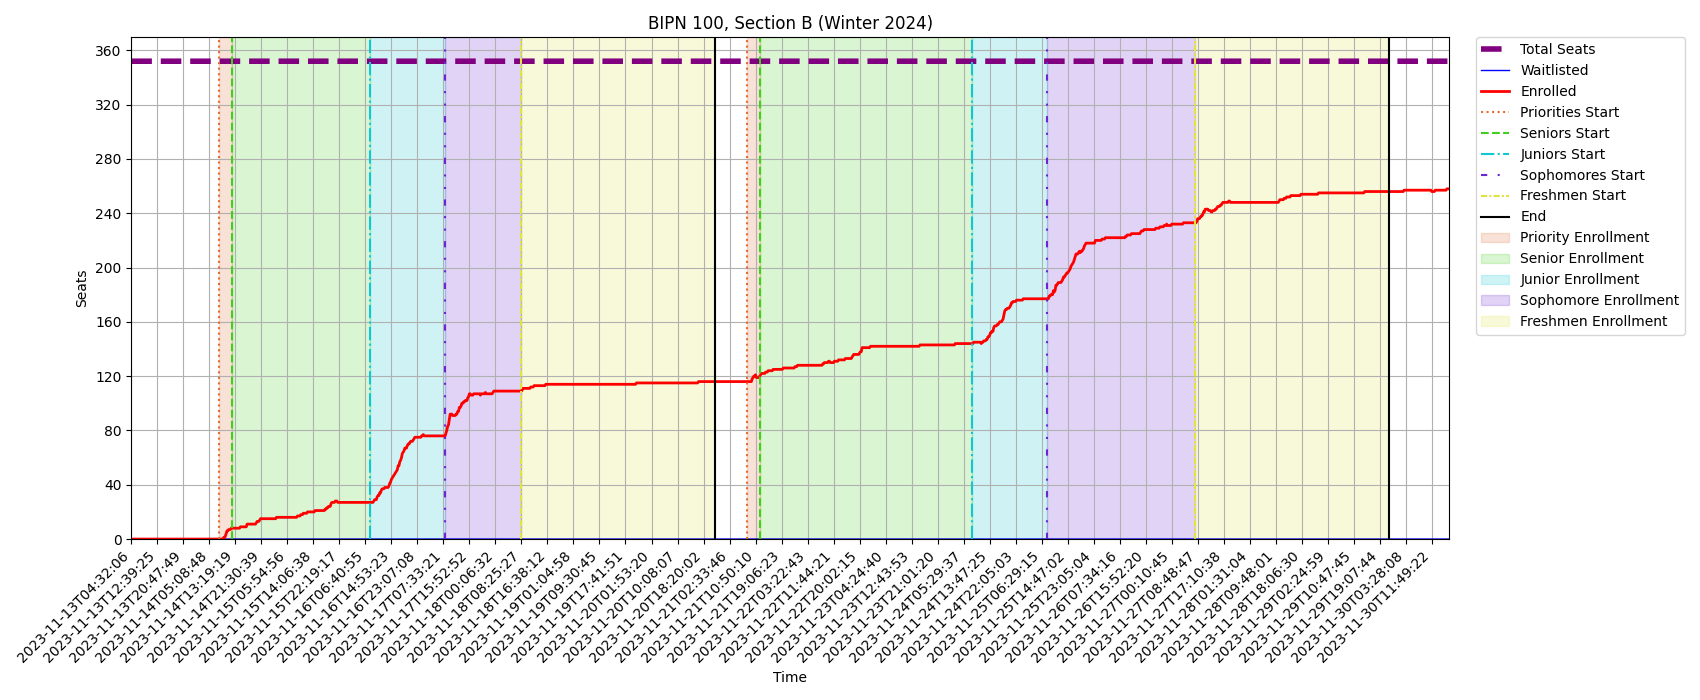 BIPN 100, Section B (Winter 2024)
Seats
360
320
280
240
200
160
120
80
40
0
2023-11-13T04:32:06
2023-11-13T12:39:25
2023-11-13T20:47:49
2023-11-14T05:08:48
2023-11-14T13:19:19
2023-11-14T21:30:39
2023-11-15T05:54:56
2023-11-15T14:06:38
2023-11-15T22:19:17
2023-11-16T06:40:55
2023-11-16T14:53:23
2023-11-16T23:07:08
2023-11-17T07:33:21
2023-11-17T15:52:52
2023-11-18T00:06:32
2023-11-18T08:25:27
2023-11-18T16:38:12
2023-11-19T01:04:58
2023-11-19T09:30:45
2023-11-19T17:41:51
2023-11-20T01:53:20
2023-11-20T10:08:07
2023-11-20T18:20:02
2023-11-21T02:33:46
2023-11-21T10:50:10
2023-11-21T19:06:23
2023-11-22T03:22:43
2023-11-22T11:44:21
2023-11-22T20:02:15
2023-11-23T04:24:40
2023-11-23T12:43:53
2023-11-23T21:01:20
2023-11-24T05:29:37
2023-11-24T13:47:25
2023-11-24T22:05:03
2023-11-25T06:29:15
2023-11-25T14:47:02
2023-11-25T23:05:04
2023-11-26T07:34:16
2023-11-26T15:52:20
2023-11-27T00:10:45
2023-11-27T08:48:47
2023-11-27T17:10:38
2023-11-28T01:31:04
2023-11-28T09:48:01
2023-11-28T18:06:30
2023-11-29T02:24:59
2023-11-29T10:47:45
2023-11-29T19:07:44
2023-11-30T03:28:08
2023-11-30T11:49:22
Time
Total Seats
Waitlisted
Enrolled
Priorities Start
Seniors Start
Juniors Start
Sophomores Start
Freshmen Start
End
Priority Enrollment
Senior Enrollment
Junior Enrollment
Sophomore Enrollment
Freshmen Enrollment